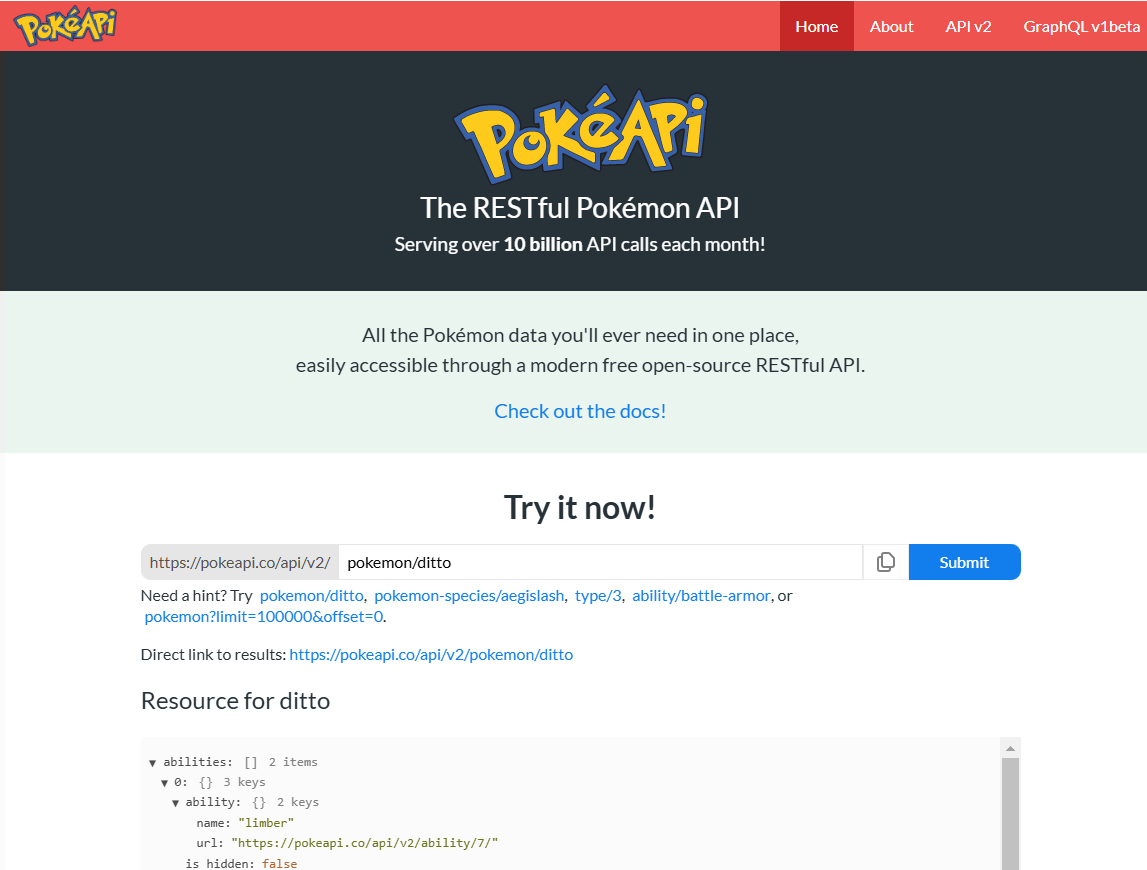 PokéAPi
Home About API v2 GraphQL v1beta
PokéAPi
The RESTful Pokémon API
Serving over 10 billion API calls each month!
All the Pokémon data you'll ever need in one place,
easily accessible through a modern free open-source RESTful API.
Check out the docs!
Try it now!
https://pokeapi.co/api/v2/ pokemon/ditto Submit
Need a hint? Try pokemon/ditto, pokemon-species/aegislash, type/3, ability/battle-armor, or
pokemon?limit=100000&offset=0.
Direct link to results: https://pokeapi.co/api/v2/pokemon/ditto
Resource for ditto
▼ abilities: [] 2 items
▼ 0: {} 3 keys
▼ ability: {} 2 keys
name: "limber"
url: "https://pokeapi.co/api/v2/ability/7/"
is hidden: false